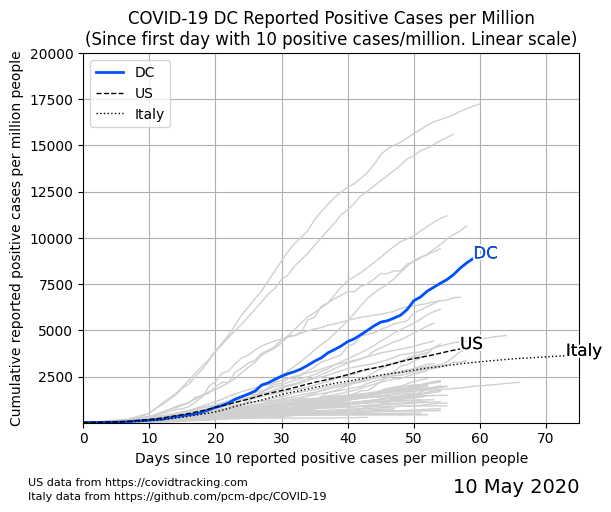 COVID-19 DC Reported Positive Cases per Million
(Since first day with 10 positive cases/million. Linear scale)
Cumulative reported positive cases per million people
20000
17500
15000
12500
10000
7500
5000
2500
DC
US
Italy
DC
US
Italy
0
10
20
30
40
50
60
70
Days since 10 reported positive cases per million people
US data from https://covidtracking.com
Italy data from https://github.com/pcm-dpc/COVID-19
10 May 2020